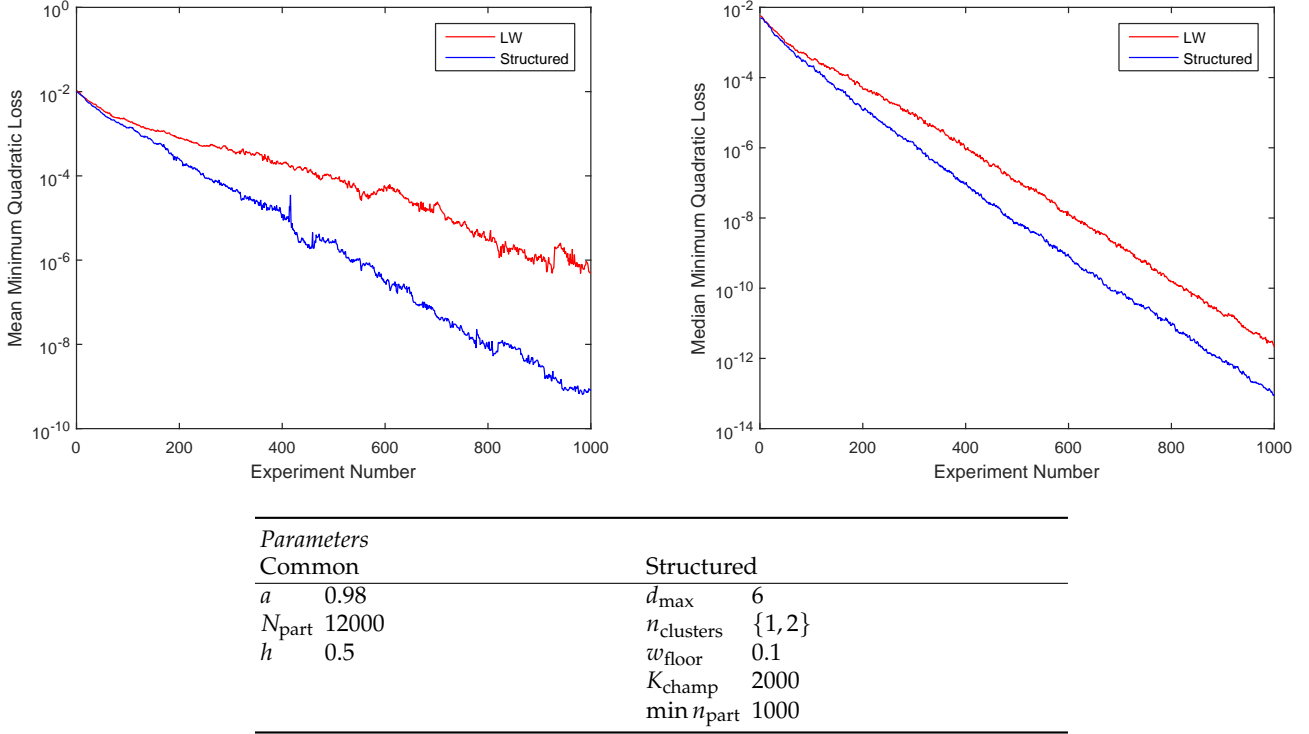 Mean Minimum Quadratic Loss
10^0
10^-2
10^-4
10^-6
10^-8
10^-10
0 200 400 600 800 1000
Experiment Number
LW
Structured
Median Minimum Quadratic Loss
10^-2
10^-4
10^-6
10^-8
10^-10
10^-12
10^-14
0 200 400 600 800 1000
Experiment Number
LW
Structured
Parameters
Common Structured
a 0.98 d_max 6
N_part 12000 n_clusters {1, 2}
h 0.5 w_floor 0.1
K_champ 2000
min n_part 1000